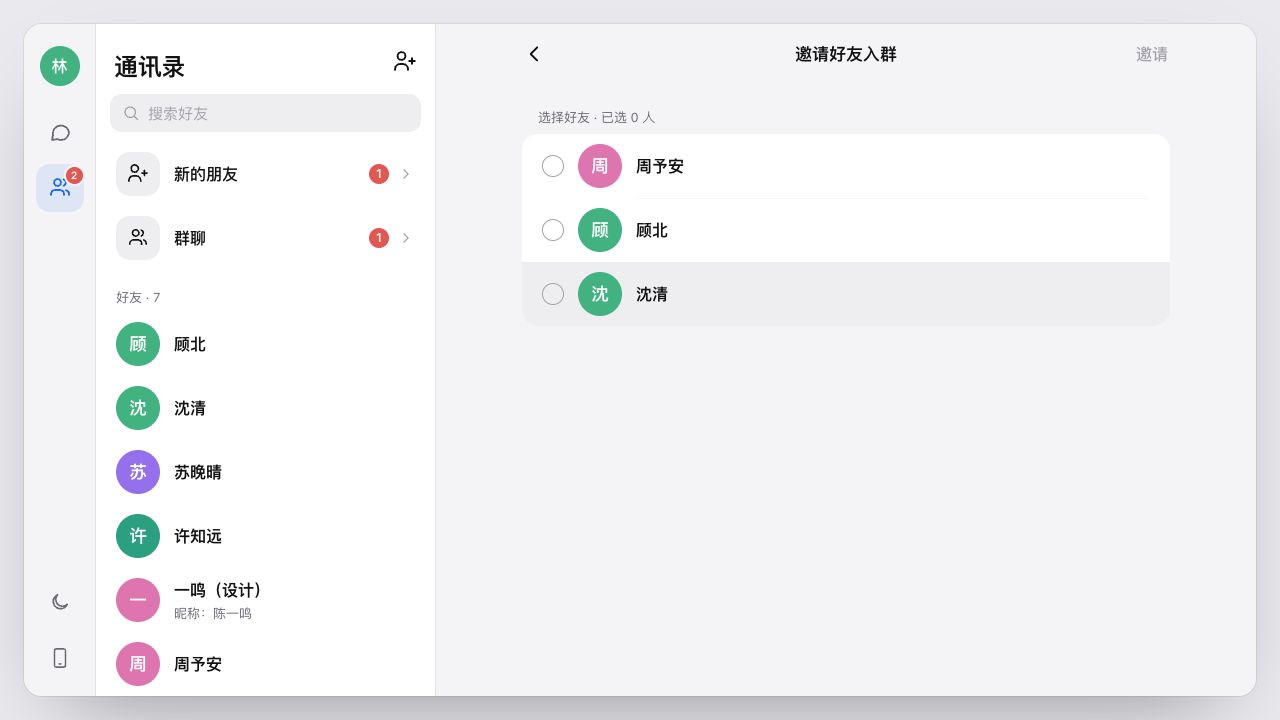 林
2
通讯录
搜索好友
新的朋友
1
群聊
1
好友 · 7
顾
顾北
沈
沈清
苏
苏晚晴
许
许知远
一
一鸣（设计）
昵称：陈一鸣
周
周予安
邀请好友入群
邀请
选择好友 · 已选 0 人
周
周予安
顾
顾北
沈
沈清